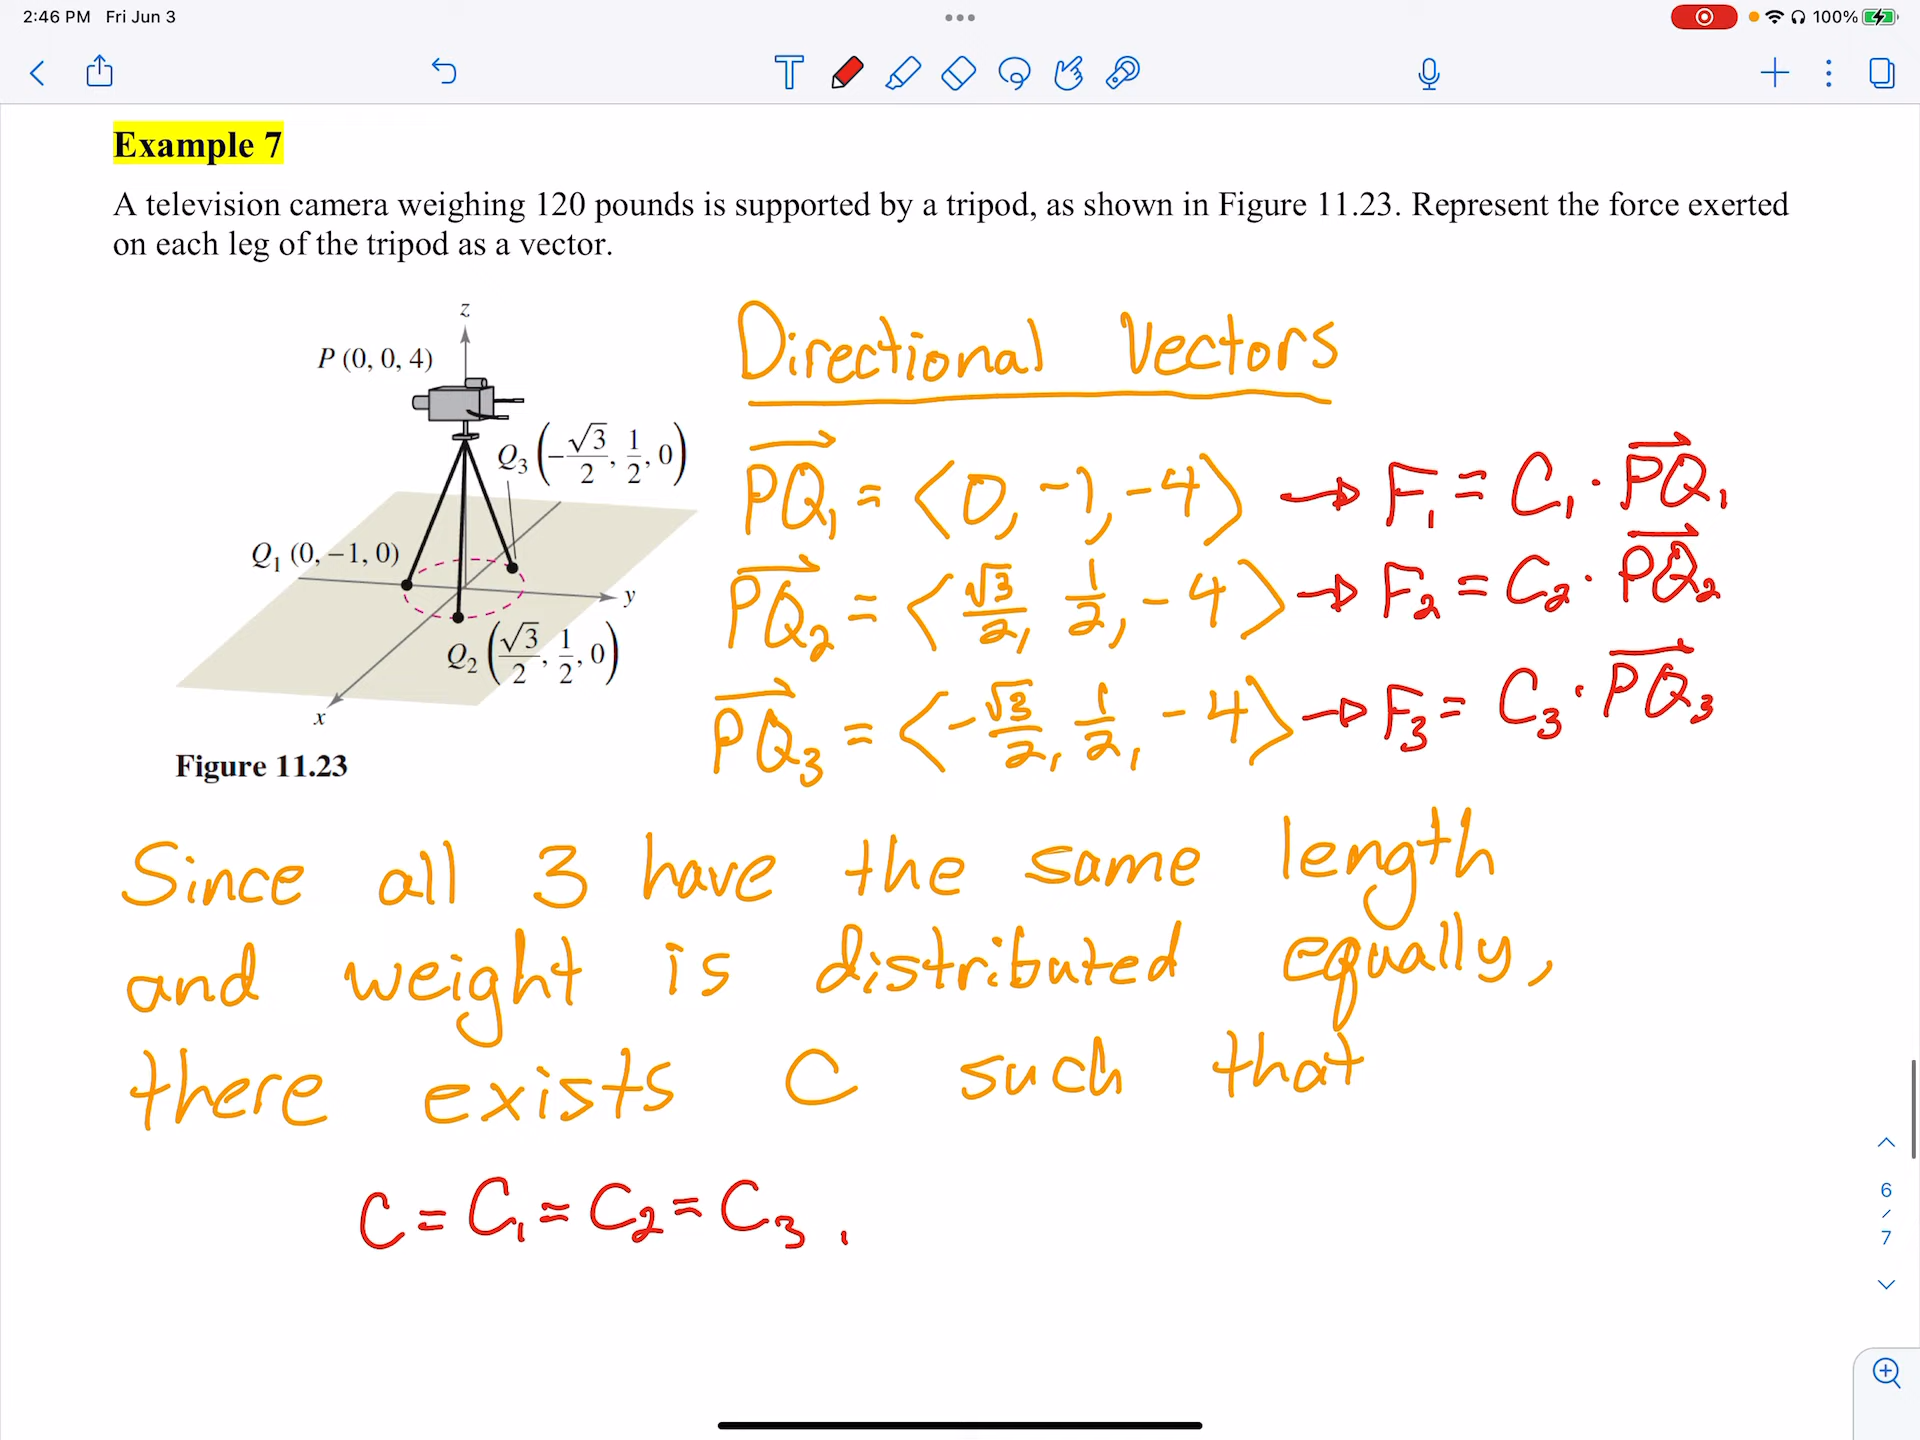 2:46 PM Fri Jun 3
100%
Example 7
A television camera weighing 120 pounds is supported by a tripod, as shown in Figure 11.23. Represent the force exerted
on each leg of the tripod as a vector.
z
P (0, 0, 4)
Q₃ (−√3/2, 1/2, 0)
Q₁ (0, −1, 0)
y
Q₂ (√3/2, 1/2, 0)
x
Figure 11.23
Directional Vectors
PQ₁ = ⟨0, −1, −4⟩ → F₁ = C₁ · PQ₁
PQ₂ = ⟨√3/2, 1/2, −4⟩ → F₂ = C₂ · PQ₂
PQ₃ = ⟨−√3/2, 1/2, −4⟩ → F₃ = C₃ · PQ₃
Since all 3 have the same length
and weight is distributed equally,
there exists C such that
C = C₁ = C₂ = C₃ .
6
/
7